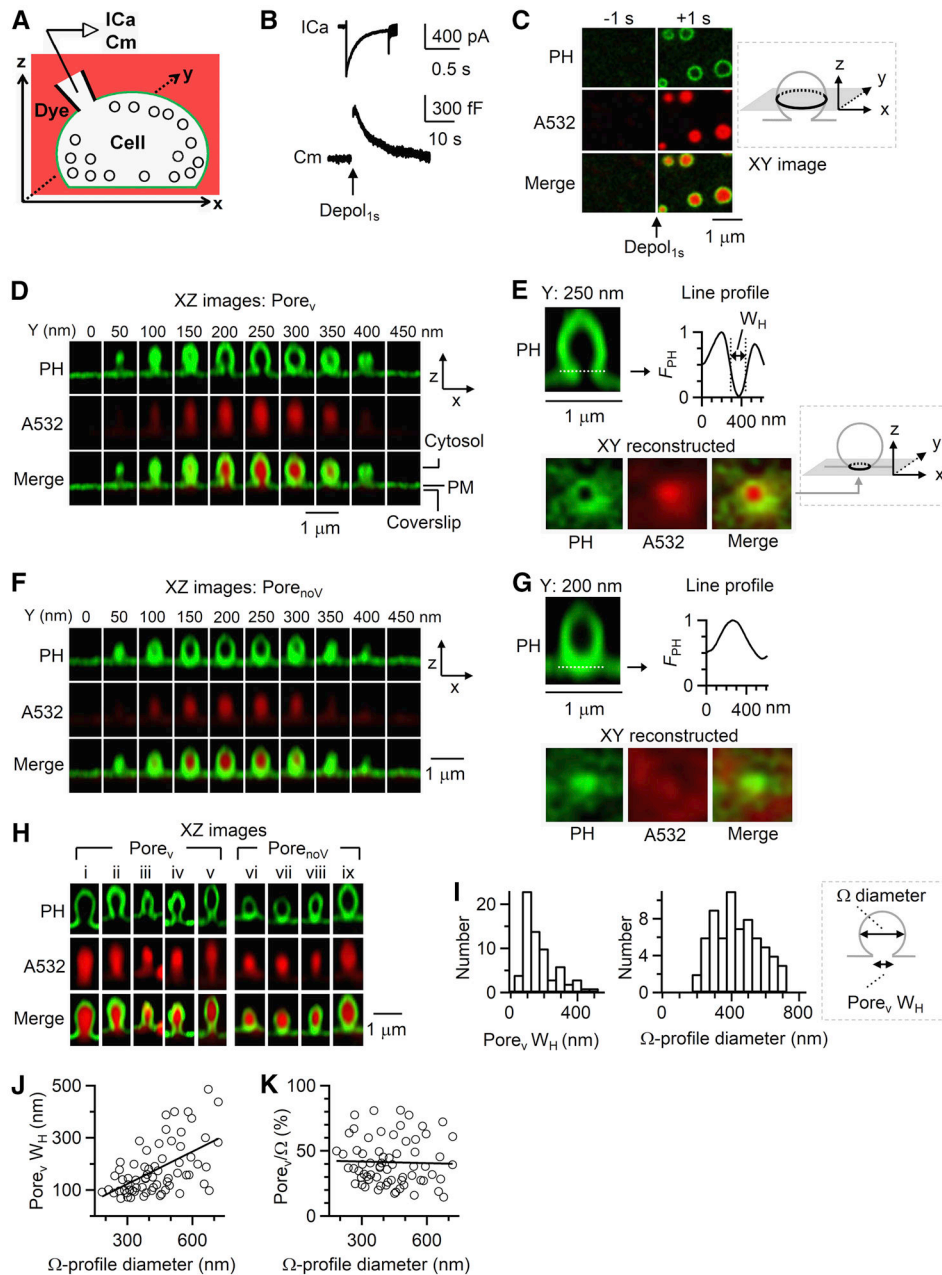 A
ICa
Cm
z
y
Dye
Cell
x
B
ICa
400 pA
0.5 s
300 fF
10 s
Cm
Depol1s
C
-1 s +1 s
PH
A532
Merge
Depol1s
1 μm
z
y
x
XY image
D
XZ images: Porev
Y (nm) 0 50 100 150 200 250 300 350 400 450 nm
PH
z
x
A532
Cytosol
Merge
PM
Coverslip
1 μm
E
Y: 250 nm Line profile
WH
PH
FPH
1
0
0 400 nm
1 μm
XY reconstructed
PH A532 Merge
z
y
x
F
XZ images: PorenoV
Y (nm) 0 50 100 150 200 250 300 350 400 450 nm
PH
z
x
A532
Merge
1 μm
G
Y: 200 nm Line profile
PH
FPH
1
0
0 400 nm
1 μm
XY reconstructed
PH A532 Merge
H
XZ images
Porev PorenoV
i ii iii iv v vi vii viii ix
PH
A532
Merge
1 μm
I
Number
20
10
0
0 400
Porev WH (nm)
Number
8
4
0
0 400 800
Ω-profile diameter (nm)
Ω diameter
Porev WH
J
Porev WH (nm)
500
300
100
300 600
Ω-profile diameter (nm)
K
Porev/Ω (%)
100
50
0
300 600
Ω-profile diameter (nm)